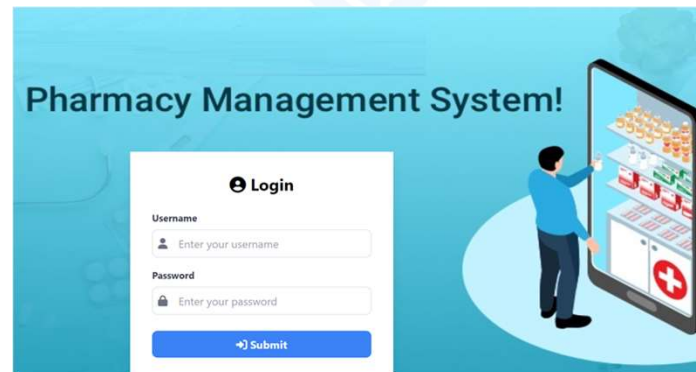 Pharmacy Management System!
Login
Username
Enter your username
Password
Enter your password
Submit